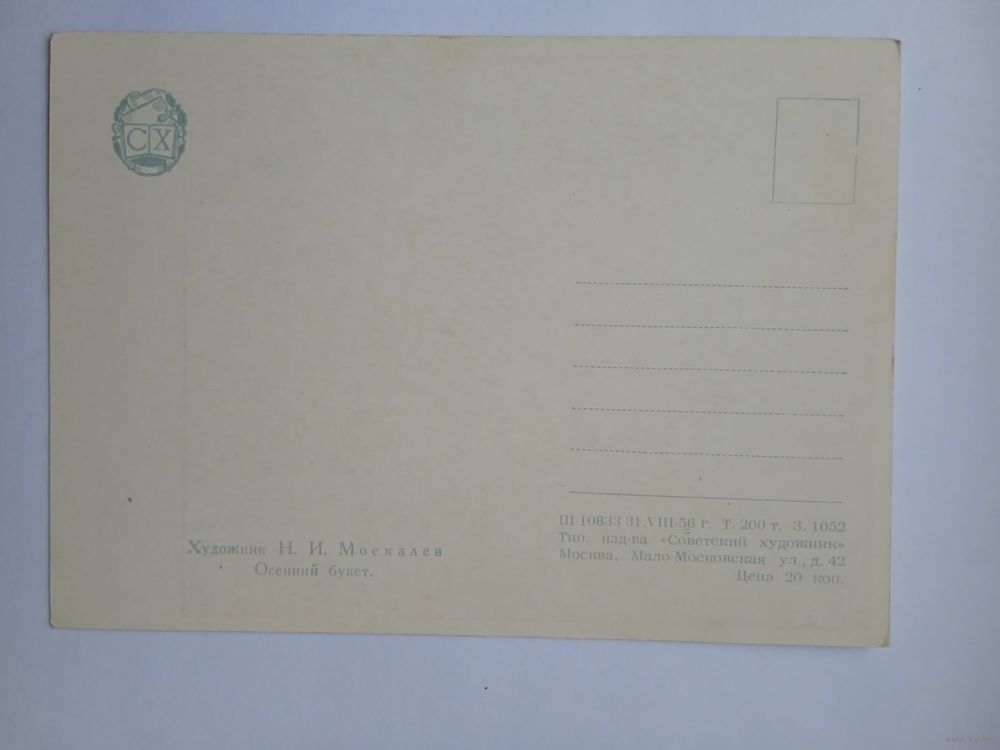 СХ
Художник Н. И. Москалев
Осенний букет.
Ш 10833 31.VIII-56 г. Т. 200 т. З. 1052
Тип. изд-ва «Советский художник»
Москва, Мало-Московская ул., д. 42
Цена 20 коп.